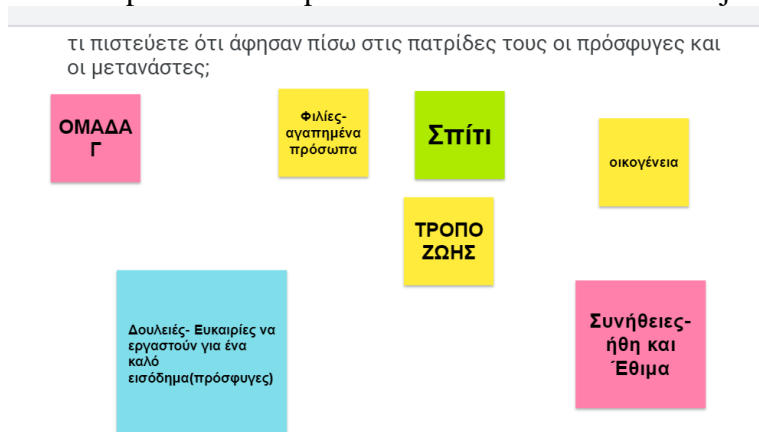 τι πιστεύετε ότι άφησαν πίσω στις πατρίδες τους οι πρόσφυγες και
οι μετανάστες;
ΟΜΑΔΑ
Γ
Φιλίες-
αγαπημένα
πρόσωπα
Σπίτι
οικογένεια
ΤΡΟΠΟ
ΖΩΗΣ
Δουλειές- Ευκαιρίες να
εργαστούν για ένα
καλό
εισόδημα(πρόσφυγες)
Συνήθειες-
ήθη και
Έθιμα